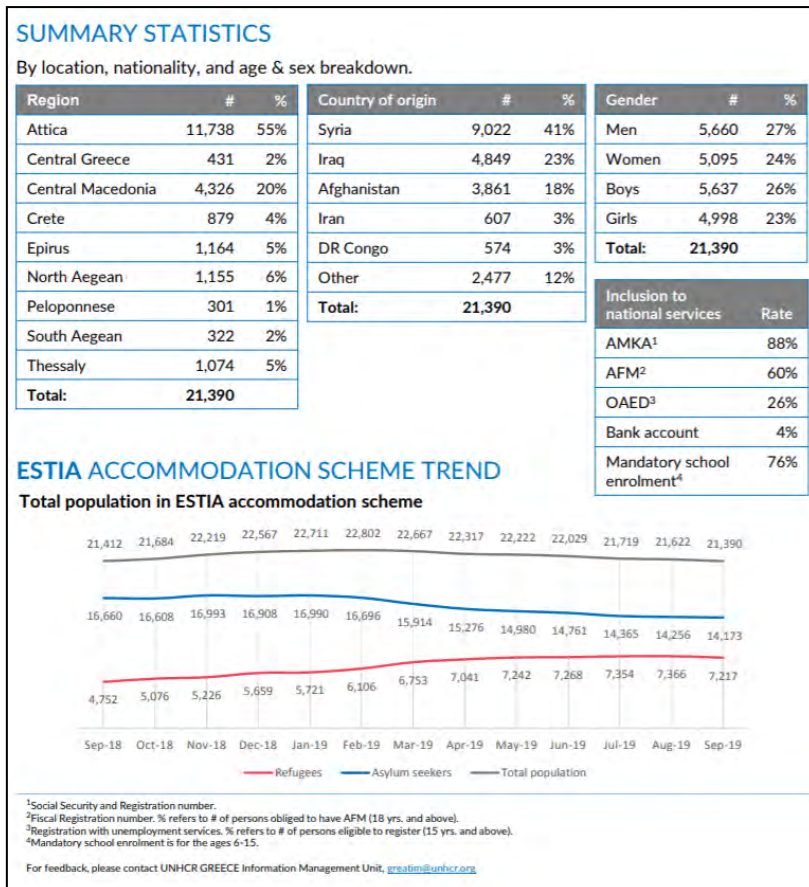 SUMMARY STATISTICS
By location, nationality, and age & sex breakdown.
Region # %
Attica 11,738 55%
Central Greece 431 2%
Central Macedonia 4,326 20%
Crete 879 4%
Epirus 1,164 5%
North Aegean 1,155 6%
Peloponnese 301 1%
South Aegean 322 2%
Thessaly 1,074 5%
Total: 21,390
Country of origin # %
Syria 9,022 41%
Iraq 4,849 23%
Afghanistan 3,861 18%
Iran 607 3%
DR Congo 574 3%
Other 2,477 12%
Total: 21,390
Gender # %
Men 5,660 27%
Women 5,095 24%
Boys 5,637 26%
Girls 4,998 23%
Total: 21,390
Inclusion to
national services Rate
AMKA¹ 88%
AFM² 60%
OAED³ 26%
Bank account 4%
Mandatory school 76%
enrolment⁴
ESTIA ACCOMMODATION SCHEME TREND
Total population in ESTIA accommodation scheme
21,412 21,684 22,219 22,567 22,711 22,802 22,667 22,317 22,222 22,029 21,719 21,622 21,390
16,660 16,608 16,993 16,908 16,990 16,696 15,914 15,276 14,980 14,761 14,365 14,256 14,173
4,752 5,076 5,226 5,659 5,721 6,106 6,753 7,041 7,242 7,268 7,354 7,366 7,217
Sep-18 Oct-18 Nov-18 Dec-18 Jan-19 Feb-19 Mar-19 Apr-19 May-19 Jun-19 Jul-19 Aug-19 Sep-19
Refugees Asylum seekers Total population
¹Social Security and Registration number.
²Fiscal Registration number. % refers to # of persons obliged to have AFM (18 yrs. and above).
³Registration with unemployment services. % refers to # of persons eligible to register (15 yrs. and above).
⁴Mandatory school enrolment is for the ages 6-15.
For feedback, please contact UNHCR GREECE Information Management Unit, greatim@unhcr.org